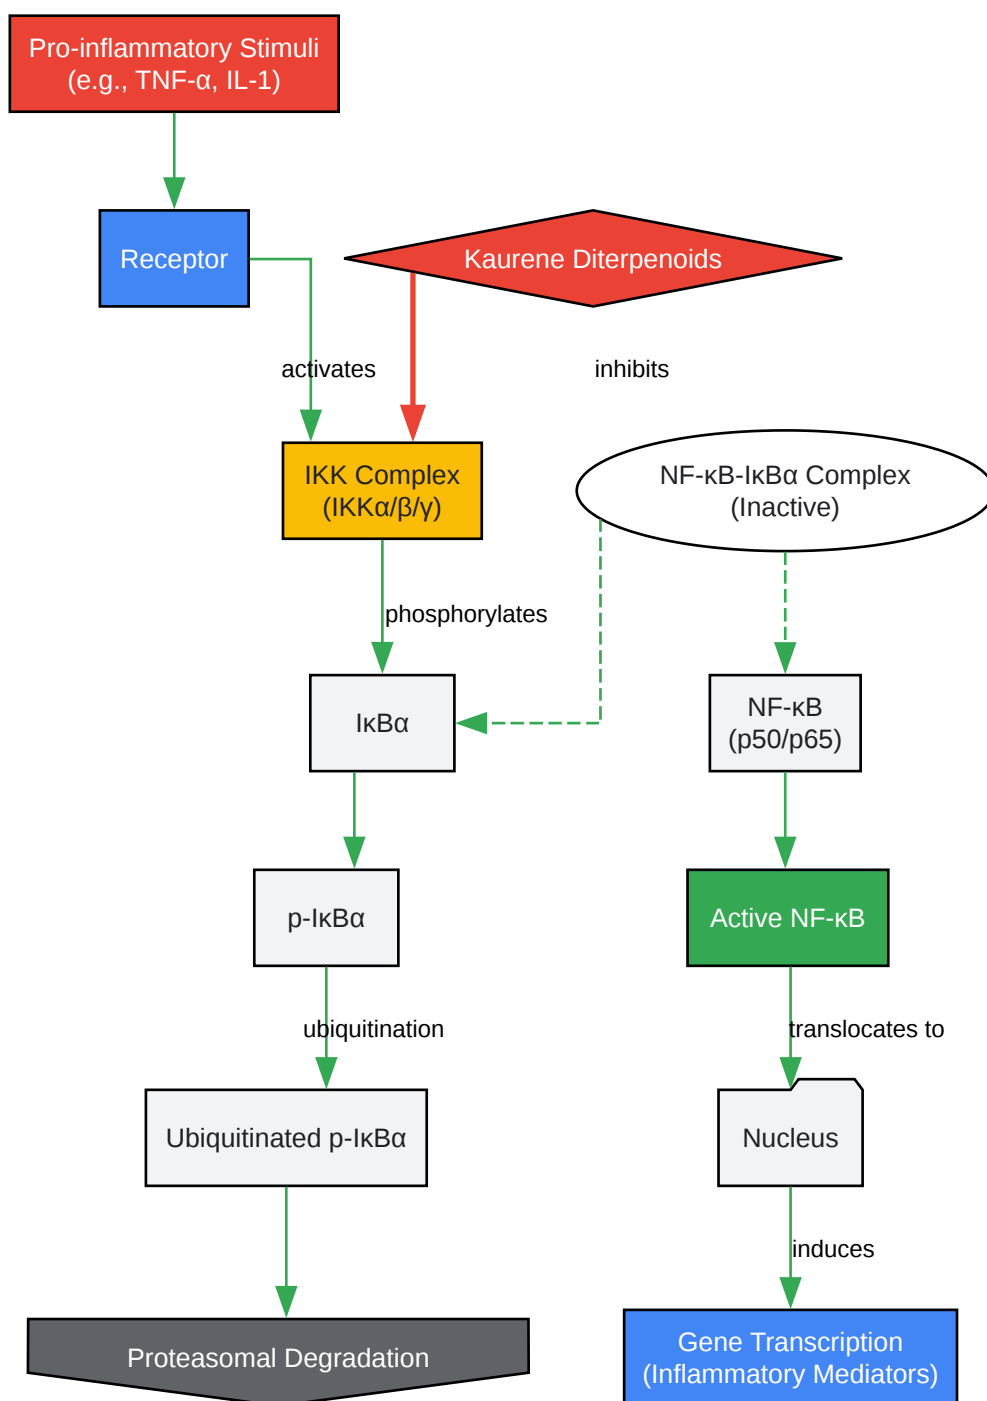 Pro-inflammatory Stimuli
(e.g., TNF-α, IL-1)
Receptor
Kaurene Diterpenoids
activates
inhibits
IKK Complex
(IKKα/β/γ)
NF-κB-IκBα Complex
(Inactive)
phosphorylates
IκBα
NF-κB
(p50/p65)
p-IκBα
Active NF-κB
ubiquitination
translocates to
Ubiquitinated p-IκBα
Nucleus
induces
Proteasomal Degradation
Gene Transcription
(Inflammatory Mediators)